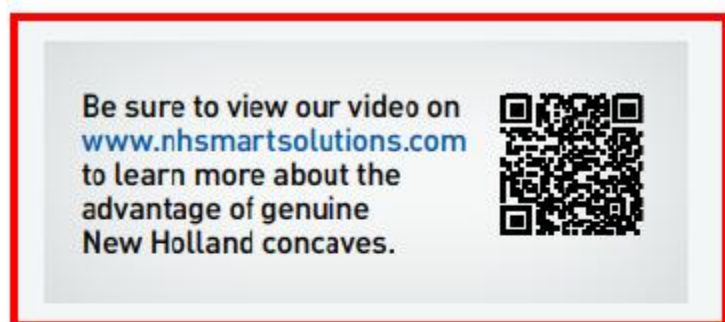 Be sure to view our video on
www.nhsmartsolutions.com
to learn more about the
advantage of genuine
New Holland concaves.